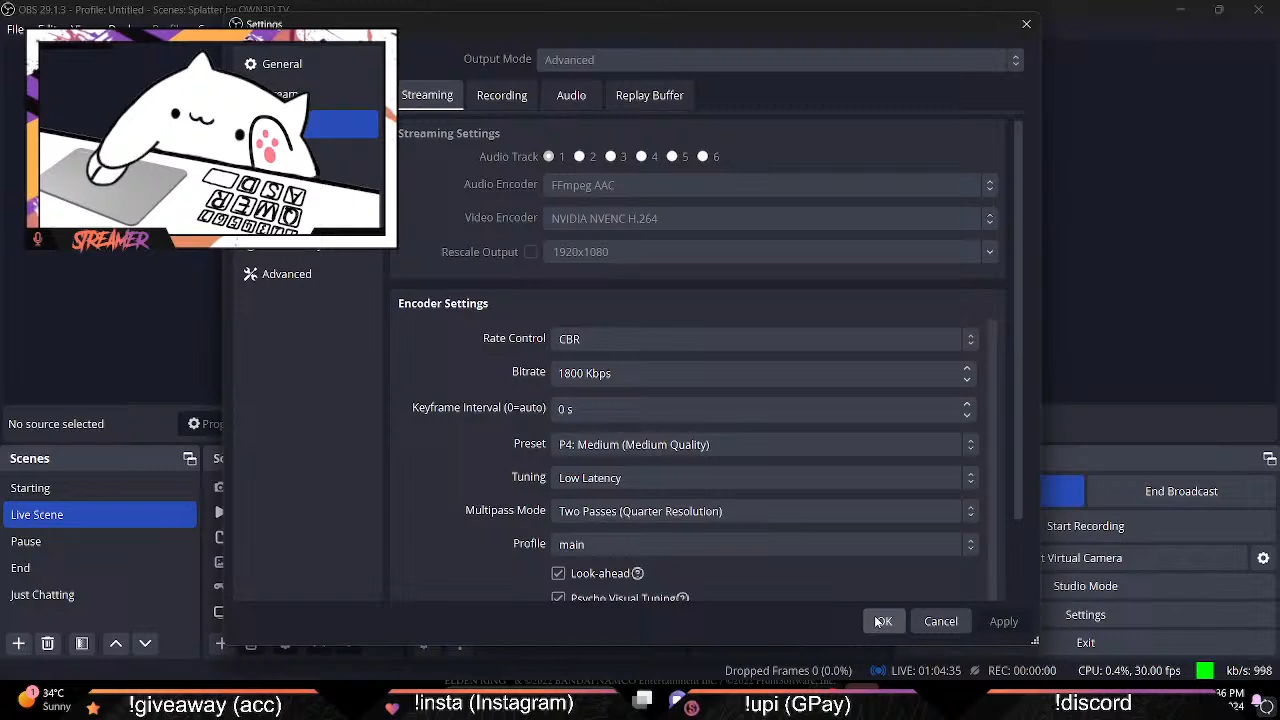 OBS 29.1.3 - Profile: Untitled - Scenes: Splatter by OWN3D.TV
Settings
File
General
Output Mode
Advanced
Streaming
Recording
Audio
Replay Buffer
Streaming Settings
Audio Track
1
2
3
4
5
6
Audio Encoder
FFmpeg AAC
Video Encoder
NVIDIA NVENC H.264
Rescale Output
1920x1080
STREAMER
Advanced
Encoder Settings
Rate Control
CBR
Bitrate
1800 Kbps
Keyframe Interval (0=auto)
0 s
Preset
P4: Medium (Medium Quality)
Tuning
Low Latency
Multipass Mode
Two Passes (Quarter Resolution)
Profile
main
Look-ahead
Psycho Visual Tuning
OK
Cancel
Apply
No source selected
Prop
Scenes
Starting
Live Scene
Pause
End
Just Chatting
End Broadcast
Start Recording
t Virtual Camera
Studio Mode
Settings
Exit
Dropped Frames 0 (0.0%)
LIVE: 01:04:35
REC: 00:00:00
CPU: 0.4%, 30.00 fps
kb/s: 998
1
34°C
Sunny
!giveaway (acc)
!insta (Instagram)
!upi (GPay)
!discord